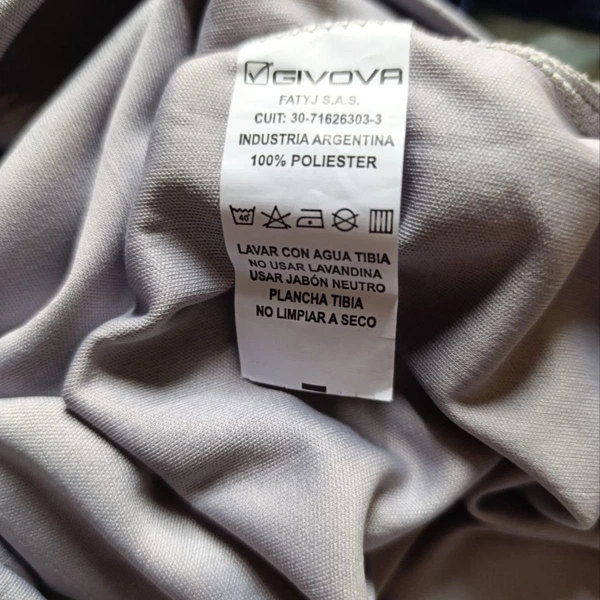 GIVOVA
FATYJ S.A.S.
CUIT: 30-71626303-3
INDUSTRIA ARGENTINA
100% POLIESTER
40°
LAVAR CON AGUA TIBIA
NO USAR LAVANDINA
USAR JABÓN NEUTRO
PLANCHA TIBIA
NO LIMPIAR A SECO